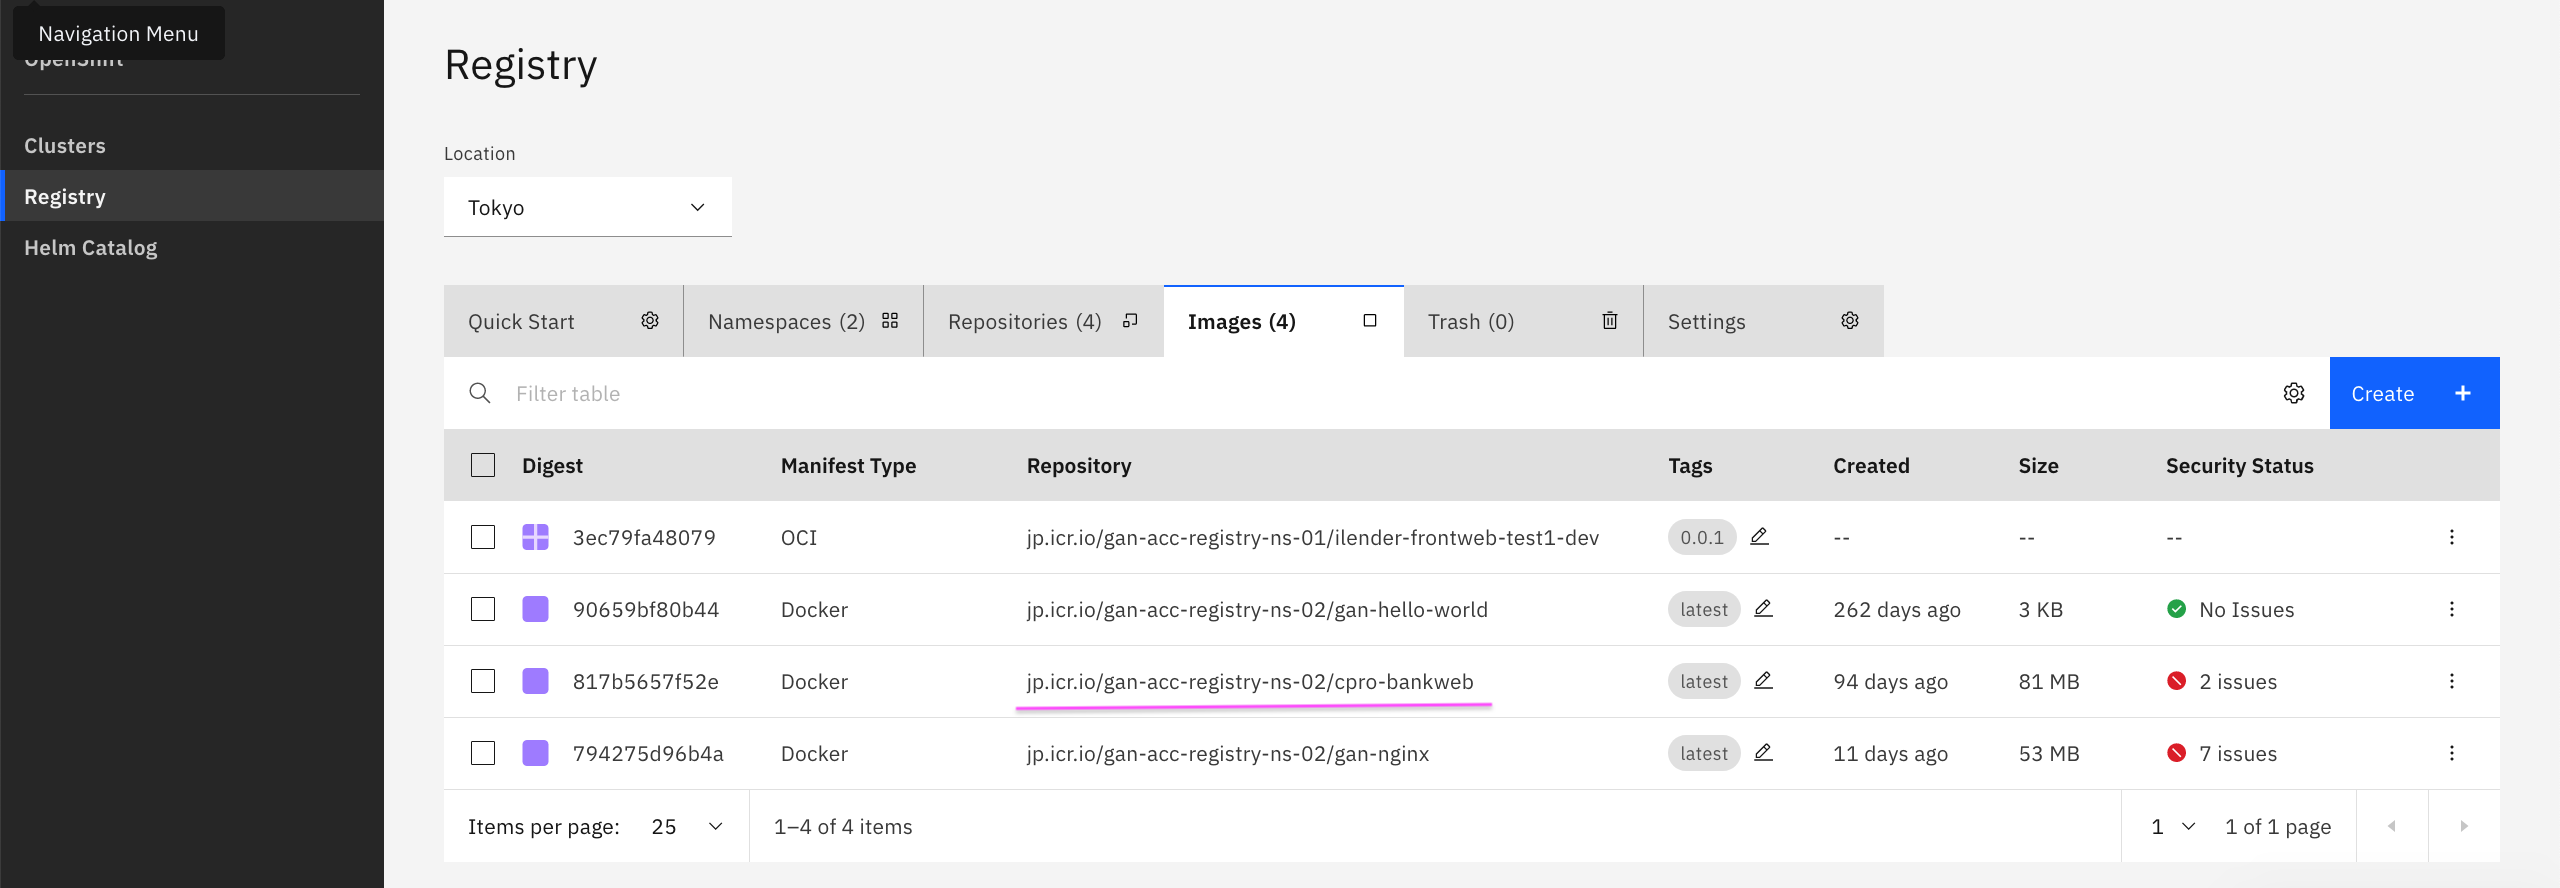 Navigation Menu
OpenShift
Clusters
Registry
Helm Catalog
Registry
Location
Tokyo
Quick Start
Namespaces (2)
Repositories (4)
Images (4)
Trash (0)
Settings
Filter table
Create +
Digest Manifest Type Repository Tags Created Size Security Status
3ec79fa48079 OCI jp.icr.io/gan-acc-registry-ns-01/ilender-frontweb-test1-dev 0.0.1 -- -- --
90659bf80b44 Docker jp.icr.io/gan-acc-registry-ns-02/gan-hello-world latest 262 days ago 3 KB No Issues
817b5657f52e Docker jp.icr.io/gan-acc-registry-ns-02/cpro-bankweb latest 94 days ago 81 MB 2 issues
794275d96b4a Docker jp.icr.io/gan-acc-registry-ns-02/gan-nginx latest 11 days ago 53 MB 7 issues
Items per page: 25 1–4 of 4 items 1 1 of 1 page